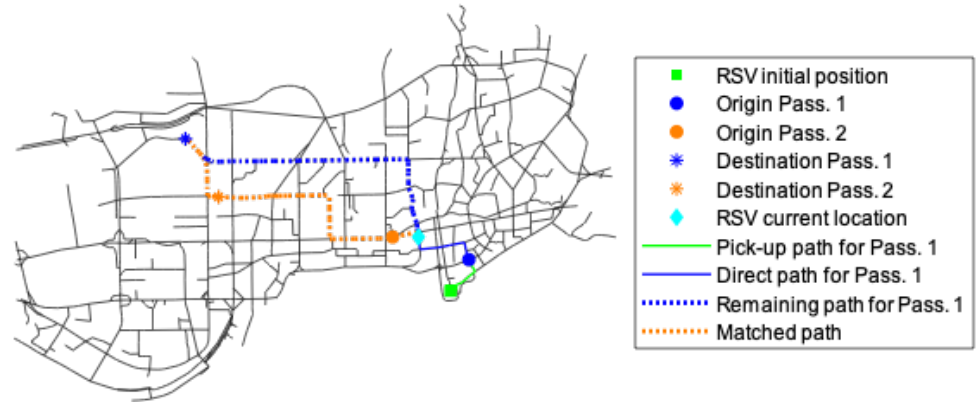 RSV initial position
Origin Pass. 1
Origin Pass. 2
Destination Pass. 1
Destination Pass. 2
RSV current location
Pick-up path for Pass. 1
Direct path for Pass. 1
Remaining path for Pass. 1
Matched path